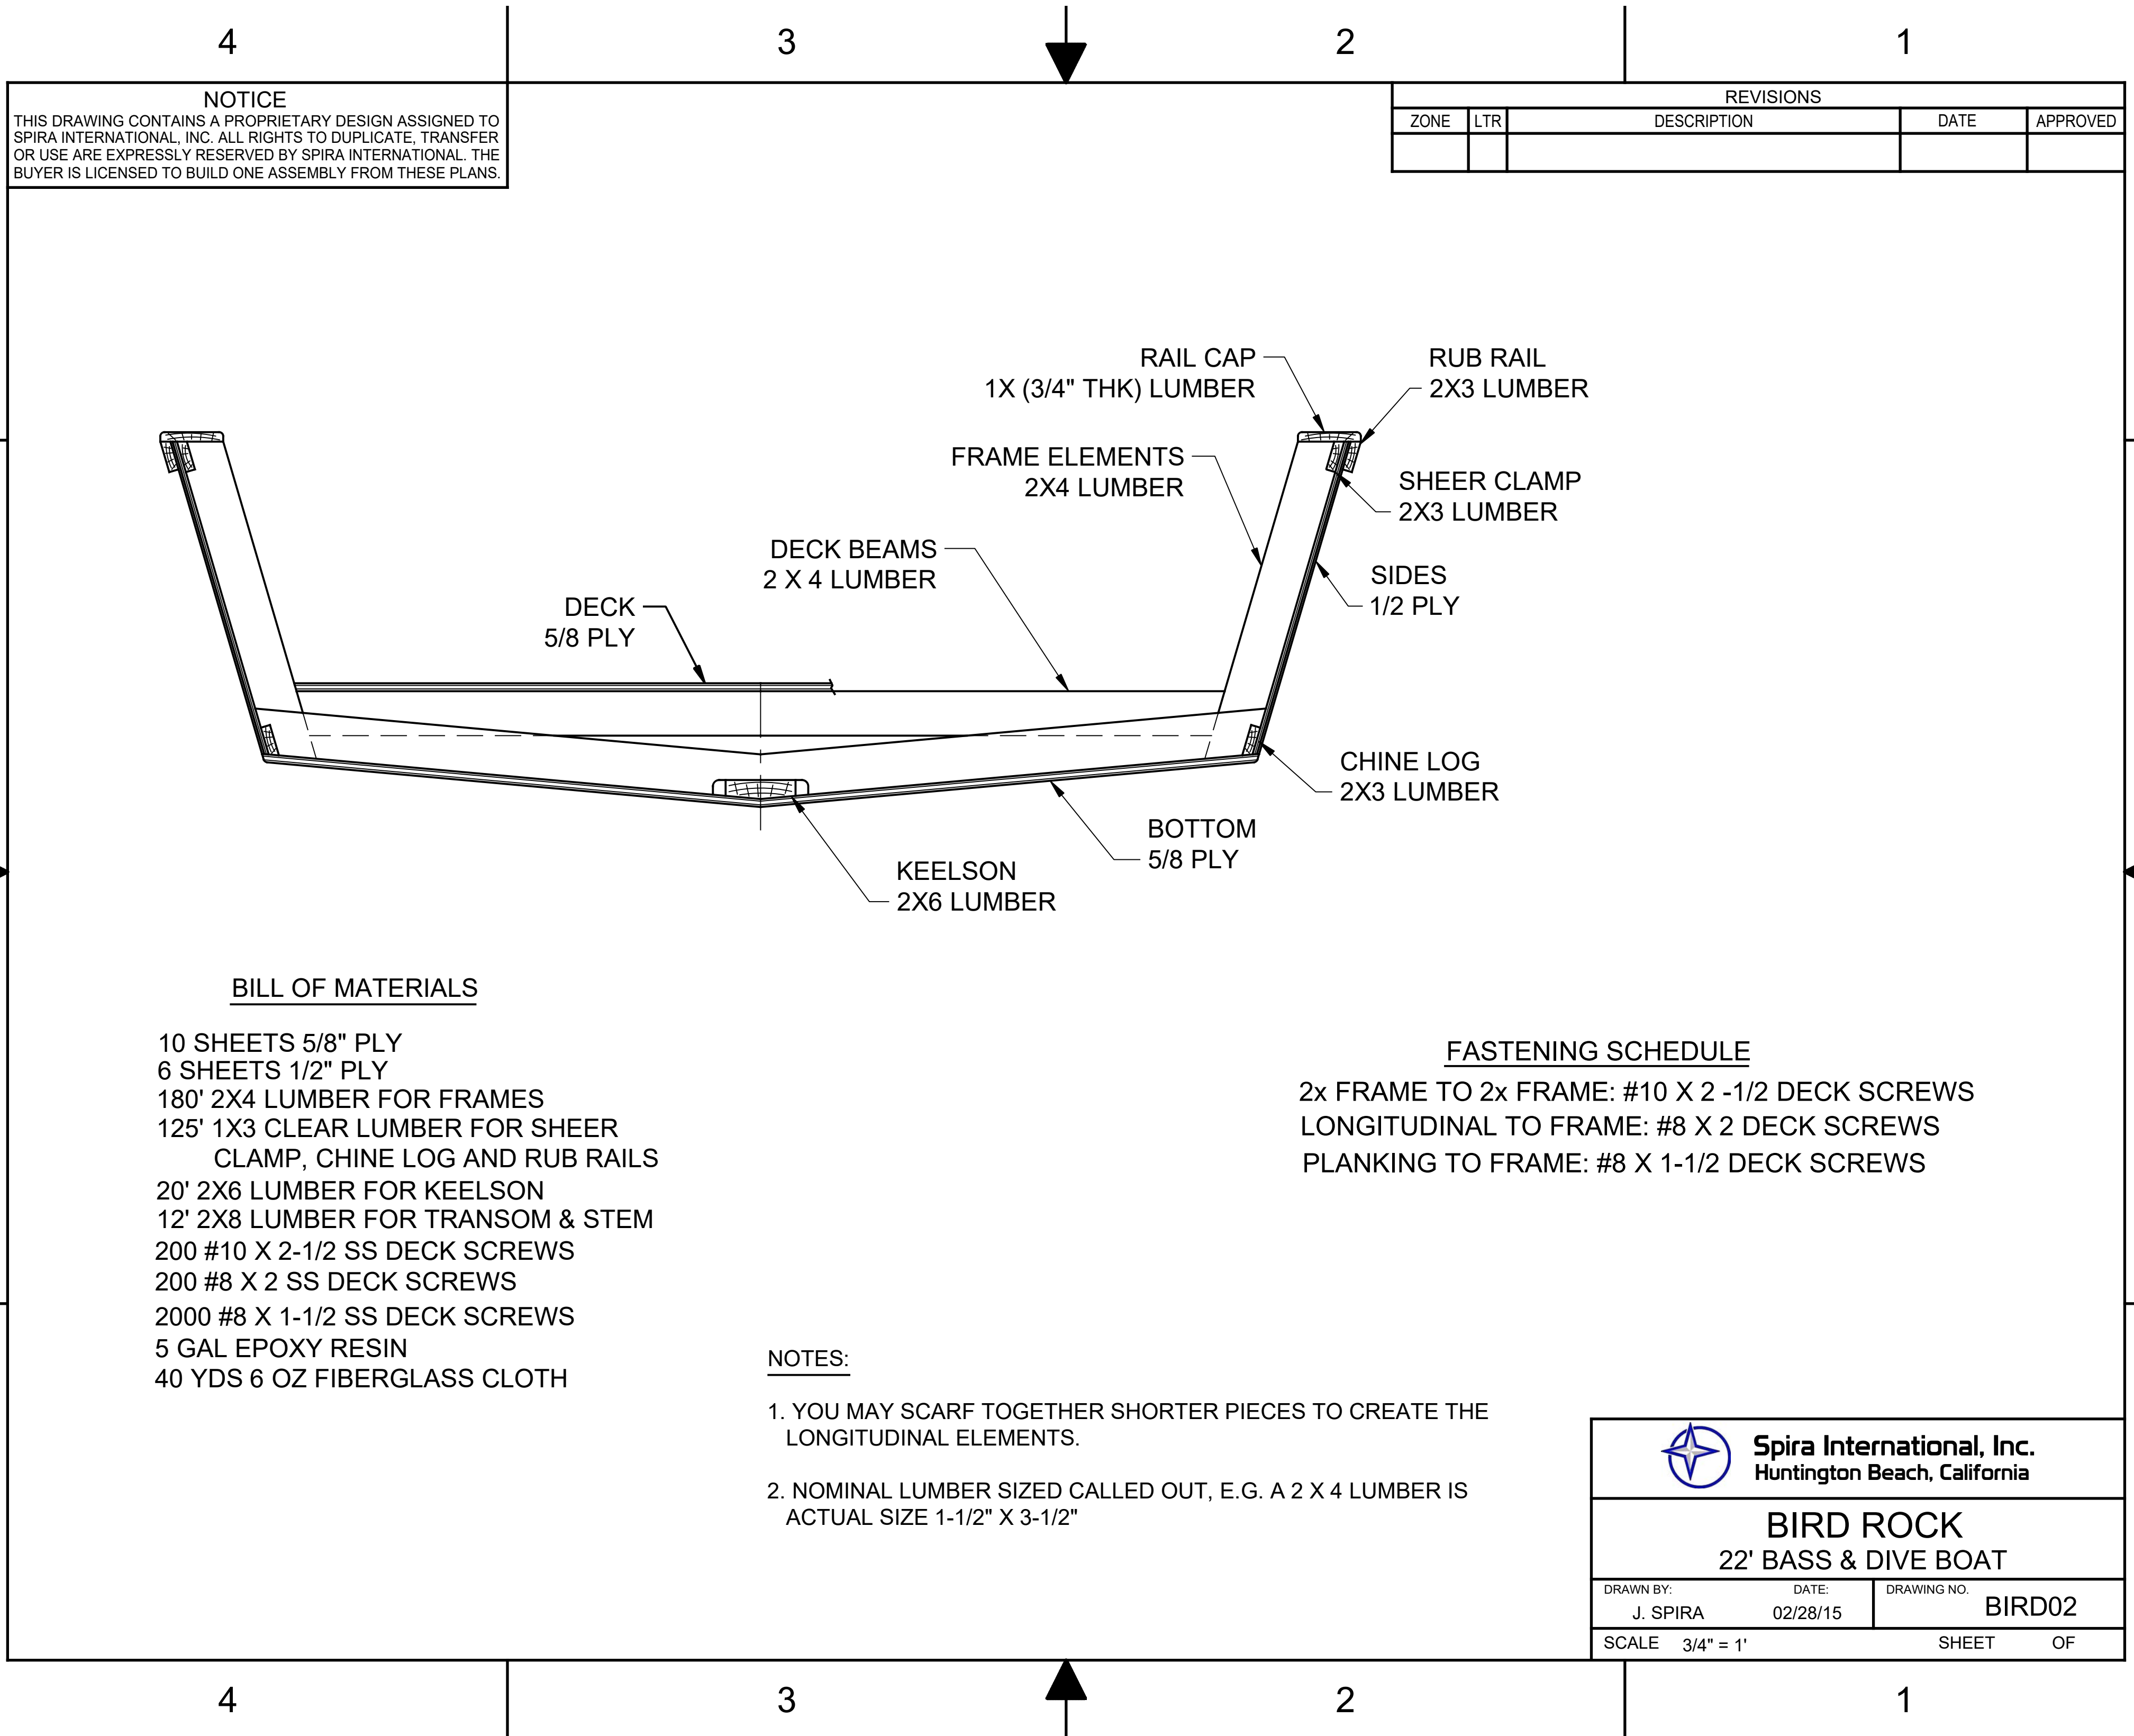 4 3 2 1
NOTICE
THIS DRAWING CONTAINS A PROPRIETARY DESIGN ASSIGNED TO
SPIRA INTERNATIONAL, INC. ALL RIGHTS TO DUPLICATE, TRANSFER
OR USE ARE EXPRESSLY RESERVED BY SPIRA INTERNATIONAL. THE
BUYER IS LICENSED TO BUILD ONE ASSEMBLY FROM THESE PLANS.
REVISIONS
ZONE LTR DESCRIPTION DATE APPROVED
RAIL CAP
1X (3/4" THK) LUMBER
RUB RAIL
2X3 LUMBER
FRAME ELEMENTS
2X4 LUMBER
SHEER CLAMP
2X3 LUMBER
DECK BEAMS
2 X 4 LUMBER
SIDES
1/2 PLY
DECK
5/8 PLY
CHINE LOG
2X3 LUMBER
BOTTOM
5/8 PLY
KEELSON
2X6 LUMBER
BILL OF MATERIALS
10 SHEETS 5/8" PLY
6 SHEETS 1/2" PLY
180' 2X4 LUMBER FOR FRAMES
125' 1X3 CLEAR LUMBER FOR SHEER
CLAMP, CHINE LOG AND RUB RAILS
20' 2X6 LUMBER FOR KEELSON
12' 2X8 LUMBER FOR TRANSOM & STEM
200 #10 X 2-1/2 SS DECK SCREWS
200 #8 X 2 SS DECK SCREWS
2000 #8 X 1-1/2 SS DECK SCREWS
5 GAL EPOXY RESIN
40 YDS 6 OZ FIBERGLASS CLOTH
FASTENING SCHEDULE
2x FRAME TO 2x FRAME: #10 X 2 -1/2 DECK SCREWS
LONGITUDINAL TO FRAME: #8 X 2 DECK SCREWS
PLANKING TO FRAME: #8 X 1-1/2 DECK SCREWS
NOTES:
1. YOU MAY SCARF TOGETHER SHORTER PIECES TO CREATE THE
LONGITUDINAL ELEMENTS.
2. NOMINAL LUMBER SIZED CALLED OUT, E.G. A 2 X 4 LUMBER IS
ACTUAL SIZE 1-1/2" X 3-1/2"
Spira International, Inc.
Huntington Beach, California
BIRD ROCK
22' BASS & DIVE BOAT
DRAWN BY: DATE: DRAWING NO.
J. SPIRA 02/28/15 BIRD02
SCALE 3/4" = 1' SHEET OF
4 3 2 1